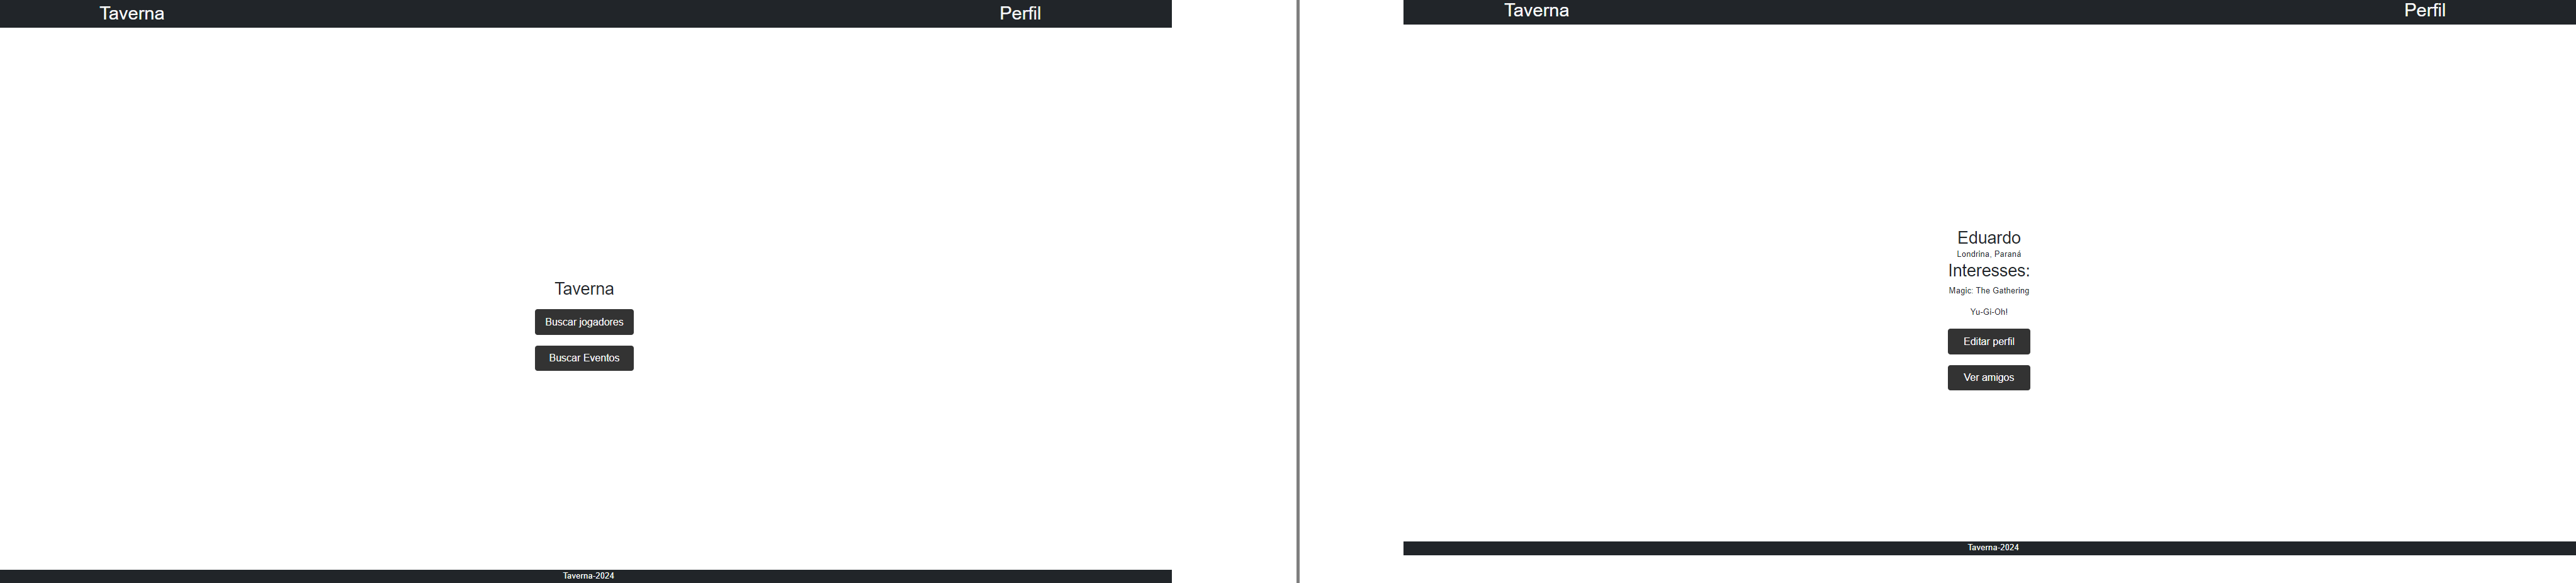 Taverna
Perfil
Taverna
Buscar jogadores
Buscar Eventos
Taverna-2024
Taverna
Perfil
Eduardo
Londrina, Paraná
Interesses:
Magic: The Gathering
Yu-Gi-Oh!
Editar perfil
Ver amigos
Taverna-2024